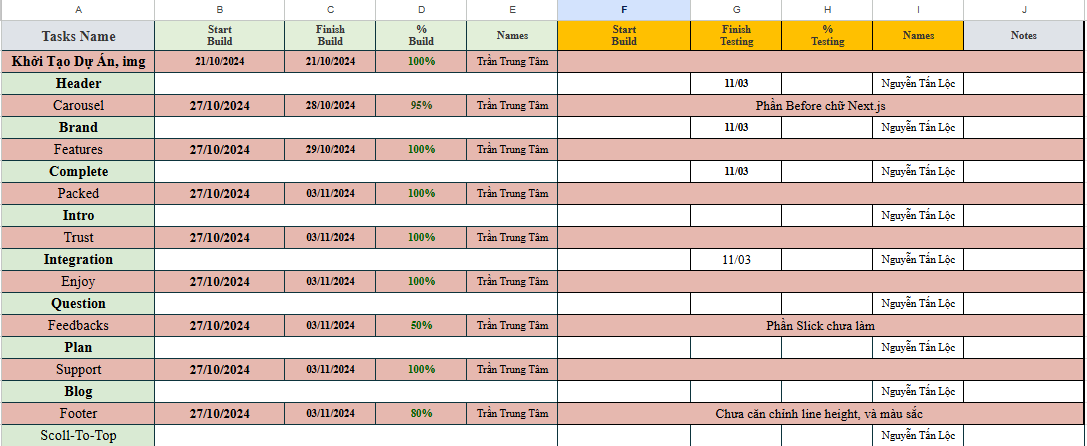 A B C D E F G H I J
Tasks Name Start Build Finish Build % Build Names Start Build Finish Testing % Testing Names Notes
Khởi Tạo Dự Án, img 21/10/2024 21/10/2024 100% Trần Trung Tâm
Header 11/03 Nguyễn Tấn Lộc
Carousel 27/10/2024 28/10/2024 95% Trần Trung Tâm Phần Before chữ Next.js
Brand 11/03 Nguyễn Tấn Lộc
Features 27/10/2024 29/10/2024 100% Trần Trung Tâm
Complete 11/03 Nguyễn Tấn Lộc
Packed 27/10/2024 03/11/2024 100% Trần Trung Tâm
Intro Nguyễn Tấn Lộc
Trust 27/10/2024 03/11/2024 100% Trần Trung Tâm
Integration 11/03 Nguyễn Tấn Lộc
Enjoy 27/10/2024 03/11/2024 100% Trần Trung Tâm
Question Nguyễn Tấn Lộc
Feedbacks 27/10/2024 03/11/2024 50% Trần Trung Tâm Phần Slick chưa làm
Plan Nguyễn Tấn Lộc
Support 27/10/2024 03/11/2024 100% Trần Trung Tâm
Blog Nguyễn Tấn Lộc
Footer 27/10/2024 03/11/2024 80% Trần Trung Tâm Chưa căn chỉnh line height, và màu sắc
Scoll-To-Top Nguyễn Tấn Lộc